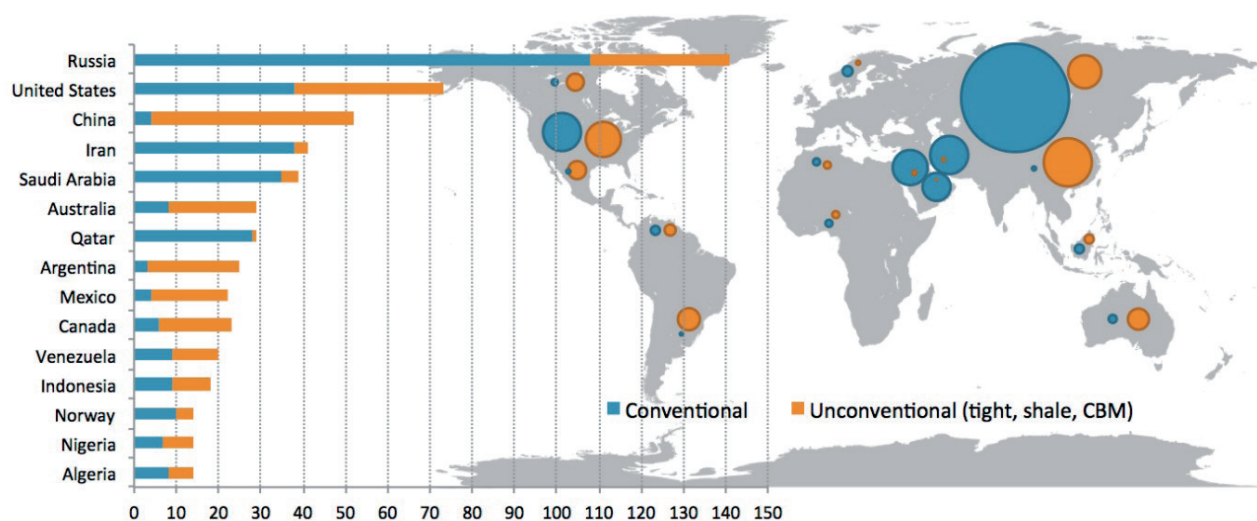 Russia
United States
China
Iran
Saudi Arabia
Australia
Qatar
Argentina
Mexico
Canada
Venezuela
Indonesia
Norway
Nigeria
Algeria
0 10 20 30 40 50 60 70 80 90 100 110 120 130 140 150
Conventional Unconventional (tight, shale, CBM)